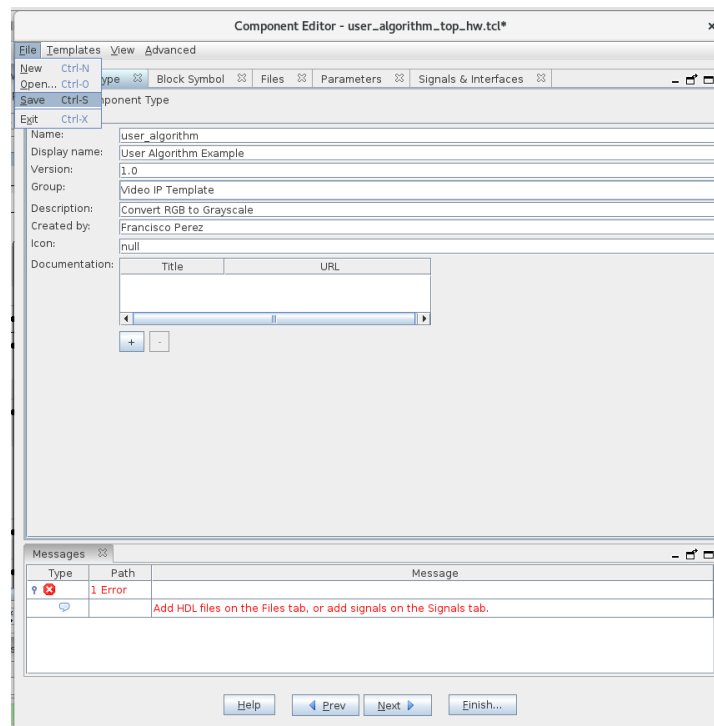 Component Editor - user_algorithm_top_hw.tcl*
File Templates View Advanced
New Ctrl-N
Open... Ctrl-O
Save Ctrl-S
Exit Ctrl-X
Block Symbol Files Parameters Signals & Interfaces
Name: user_algorithm
Display name: User Algorithm Example
Version: 1.0
Group: Video IP Template
Description: Convert RGB to Grayscale
Created by: Francisco Perez
Icon: null
Documentation: Title URL
+ -
Messages
Type Path Message
1 Error
Add HDL files on the Files tab, or add signals on the Signals tab.
Help Prev Next Finish...